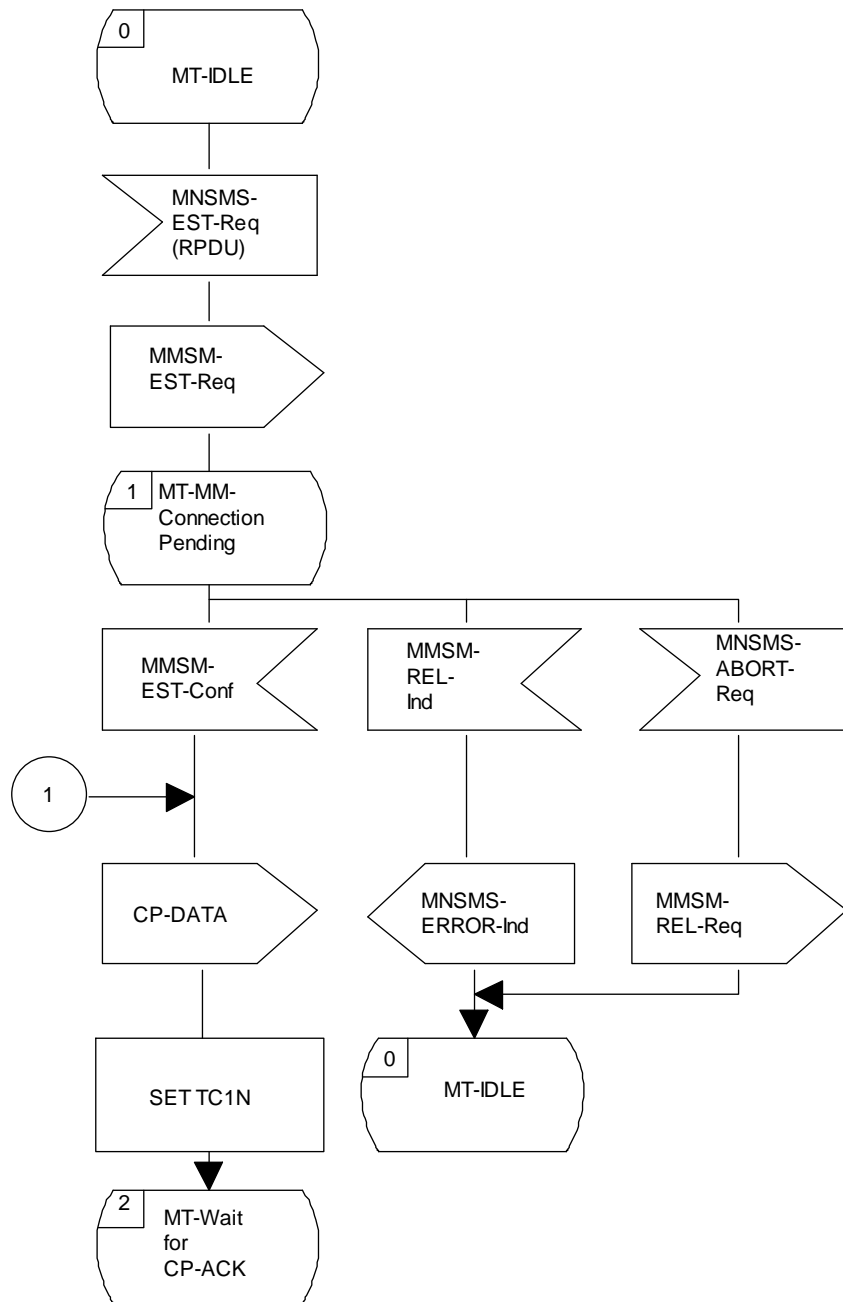 0
MT-IDLE
MNSMS-
EST-Req
(RPDU)
MMSM-
EST-Req
1
MT-MM-
Connection
Pending
MMSM-
EST-Conf
MMSM-
REL-
Ind
MNSMS-
ABORT-
Req
1
CP-DATA
MNSMS-
ERROR-Ind
MMSM-
REL-Req
SET TC1N
0
MT-IDLE
2
MT-Wait
for
CP-ACK